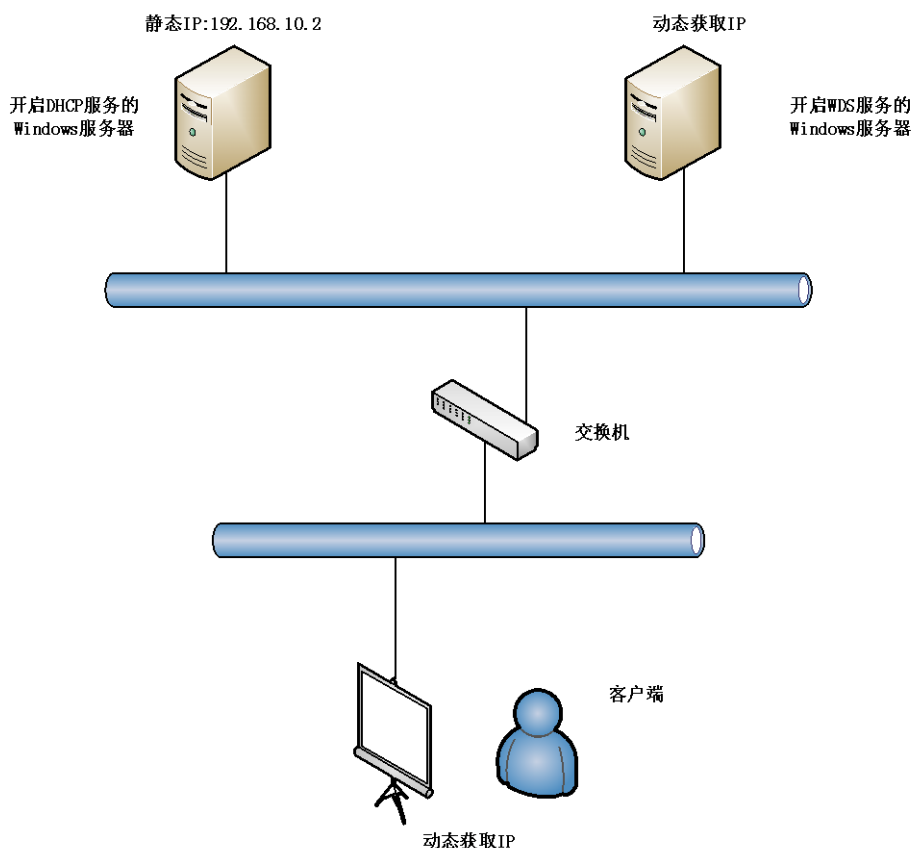 静态IP:192.168.10.2
动态获取IP
开启DHCP服务的
Windows服务器
开启WDS服务的
Windows服务器
交换机
客户端
动态获取IP